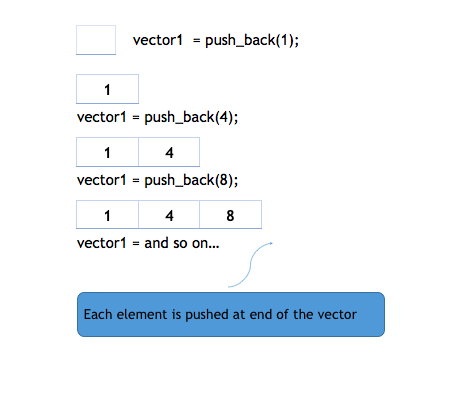 vector1 = push_back(1);
1
vector1 = push_back(4);
1 4
vector1 = push_back(8);
1 4 8
vector1 = and so on...
Each element is pushed at end of the vector